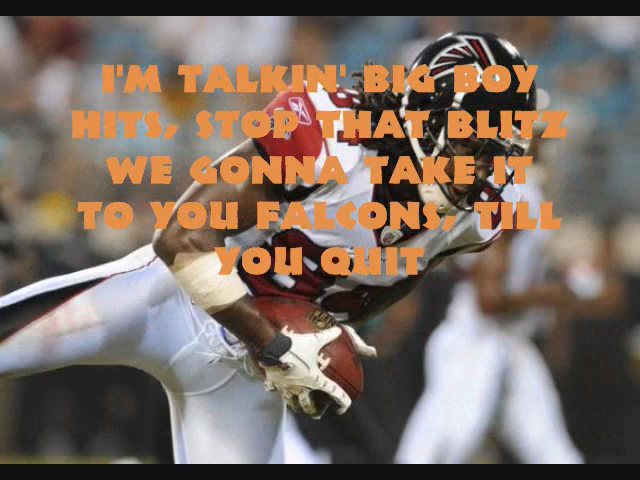 I'M TALKIN' BIG BOY
HITS, STOP THAT BLITZ
WE GONNA TAKE IT
TO YOU FALCONS, TILL
YOU QUIT